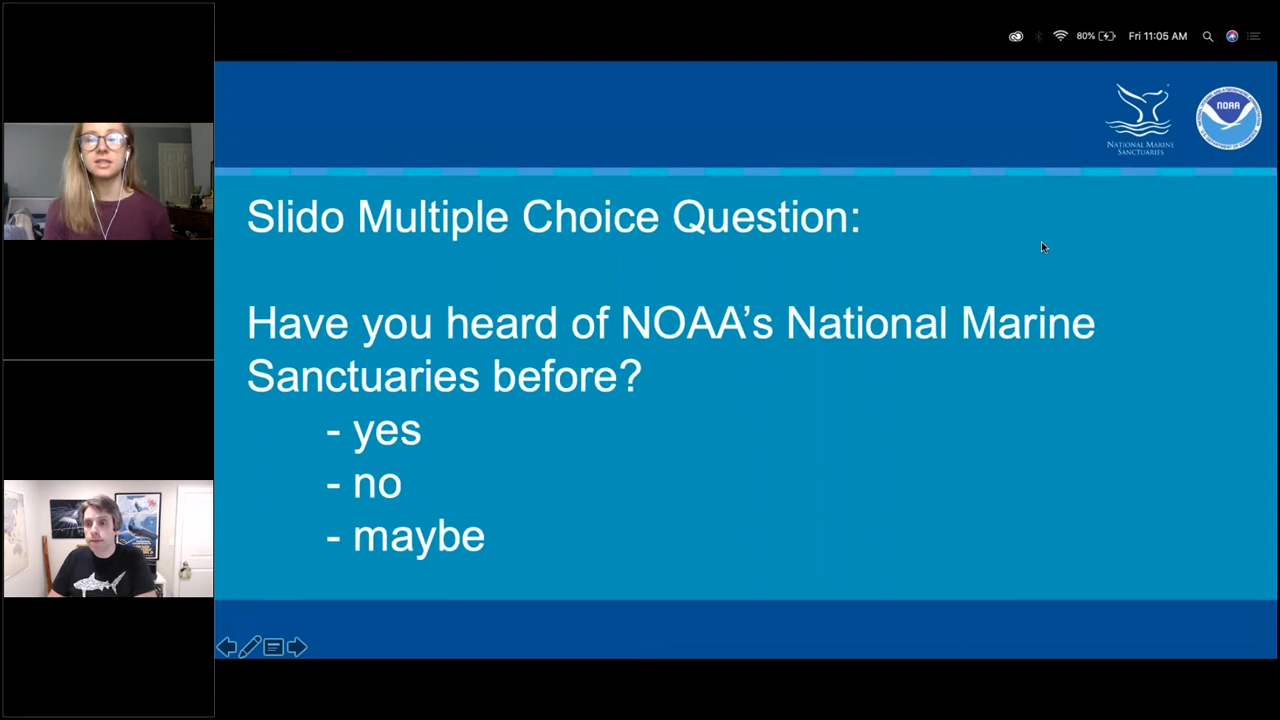 80%
Fri 11:05 AM
NATIONAL MARINE
SANCTUARIES
NOAA
Slido Multiple Choice Question:
Have you heard of NOAA’s National Marine
Sanctuaries before?
- yes
- no
- maybe